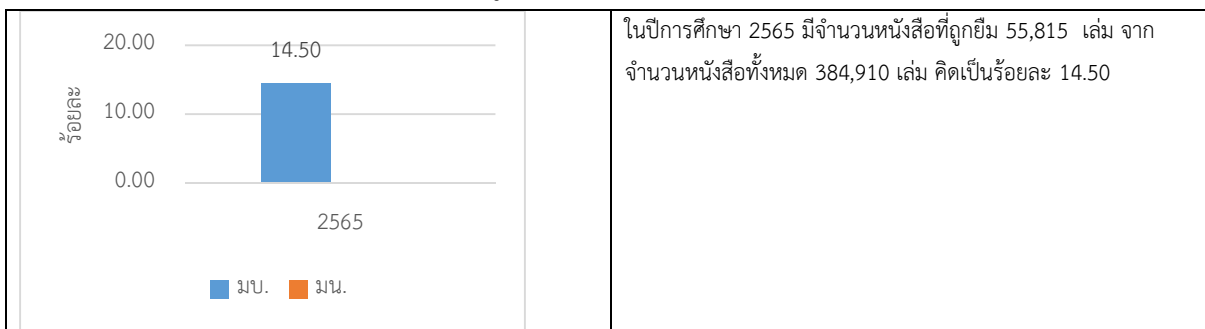 20.00
14.50
10.00
0.00
ร้อยละ
2565
มบ. มน.
ในปีการศึกษา 2565 มีจำนวนหนังสือที่ถูกยืม 55,815 เล่ม จาก
จำนวนหนังสือทั้งหมด 384,910 เล่ม คิดเป็นร้อยละ 14.50